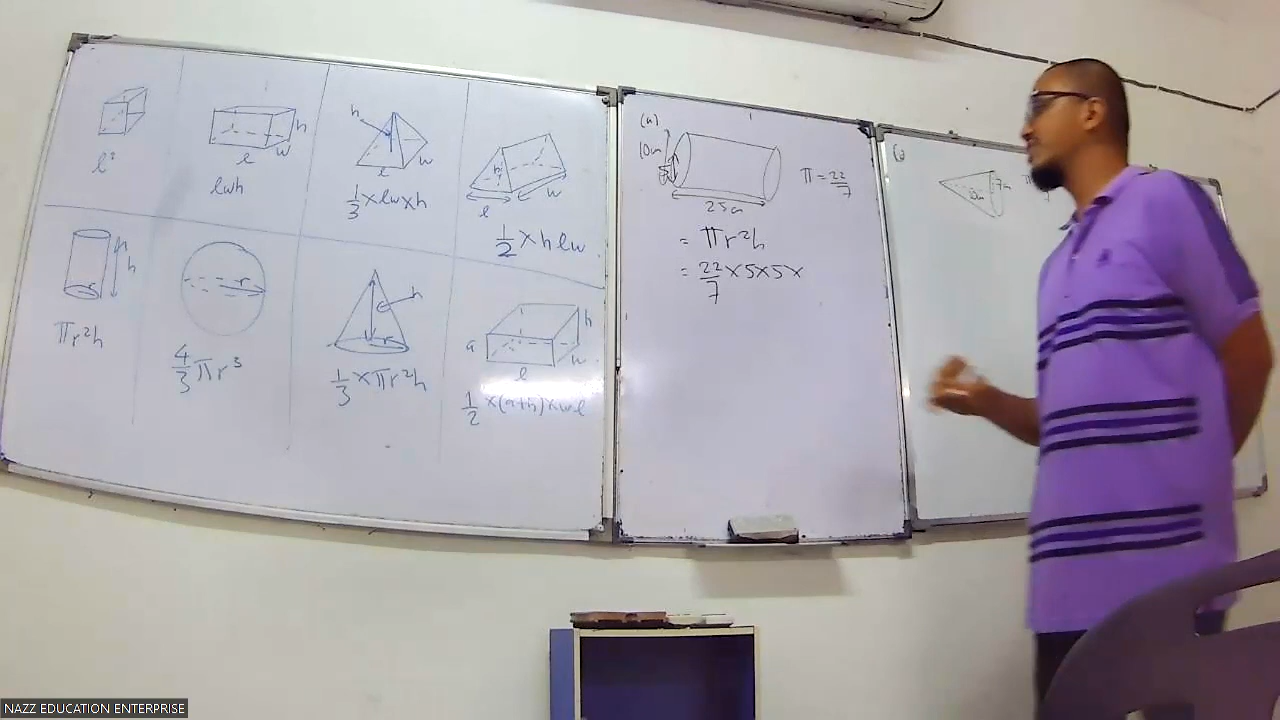 l³
h
l
w
lwh
h
l
w
1/3 × lw × h
h
l
w
1/2 × h l w
h
r
πr²h
r
4/3 πr³
h
r
1/3 × πr²h
a
h
l
w
1/2 × (a+h) × w l
(a)
10cm
25cm
π = 22/7
= πr²h
= 22/7 × 5 × 5 ×
7cm
NAZZ EDUCATION ENTERPRISE